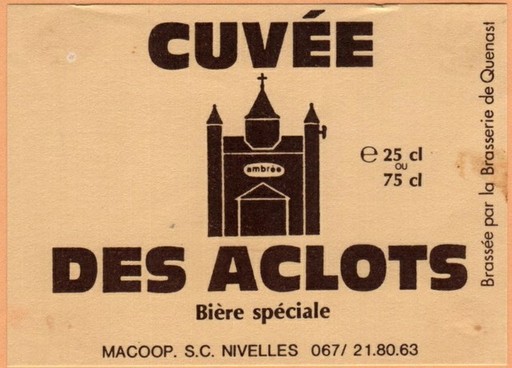 CUVÉE
ambrée
℮ 25 cl
ou
75 cl
DES ACLOTS
Bière spéciale
MACOOP. S.C. NIVELLES 067/ 21.80.63
Brassée par la Brasserie de Quenast